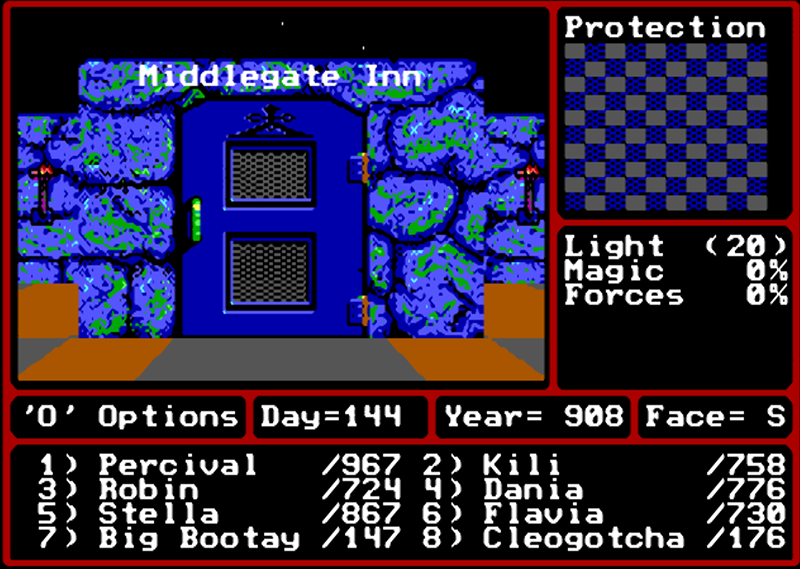 Middlegate Inn
Protection
Light (20)
Magic 0%
Forces 0%
'O' Options Day=144 Year= 908 Face= S
1) Percival /967 2) Kili /758
3) Robin /724 4) Dania /776
5) Stella /867 6) Flavia /730
7) Big Bootay /147 8) Cleogotcha /176